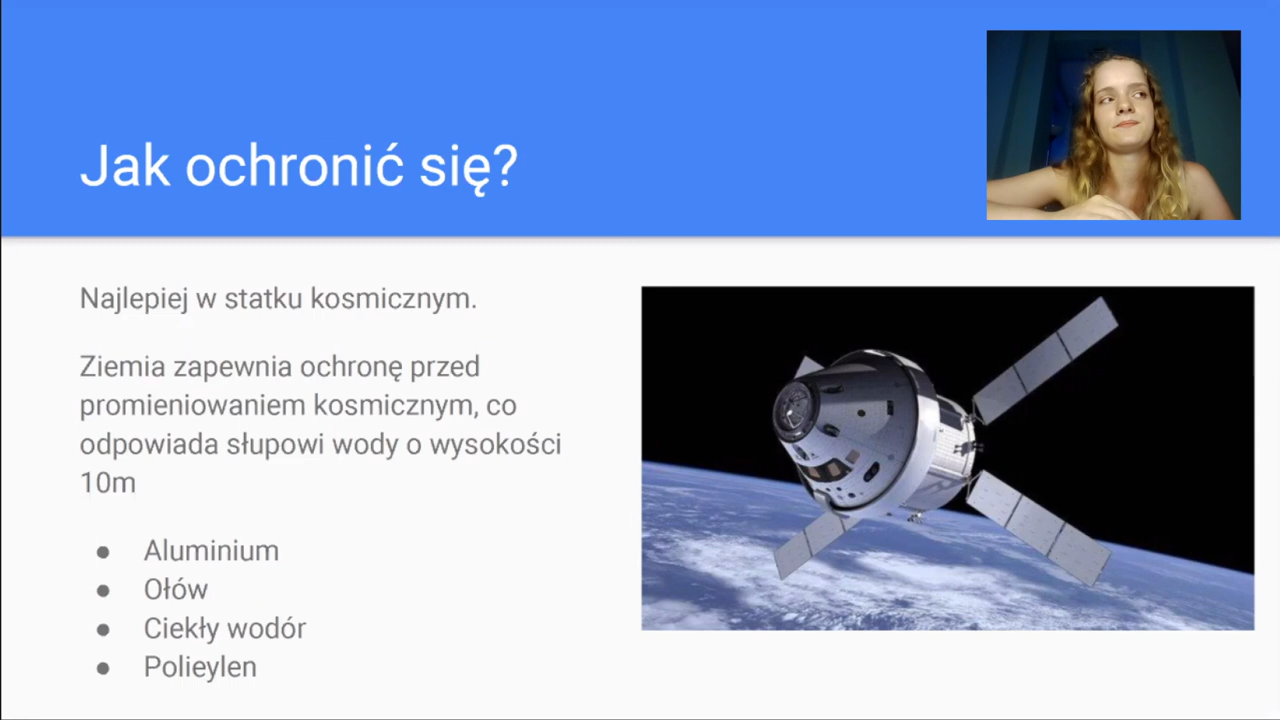 Jak ochronić się?
Najlepiej w statku kosmicznym.
Ziemia zapewnia ochronę przed
promieniowaniem kosmicznym, co
odpowiada słupowi wody o wysokości
10m
● Aluminium
● Ołów
● Ciekły wodór
● Polieylen